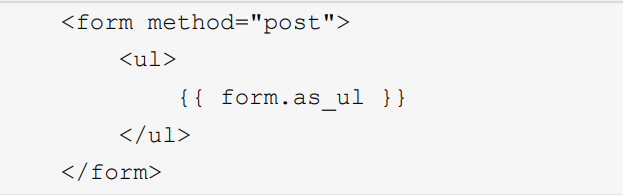 <form method="post">
<ul>
{{ form.as_ul }}
</ul>
</form>